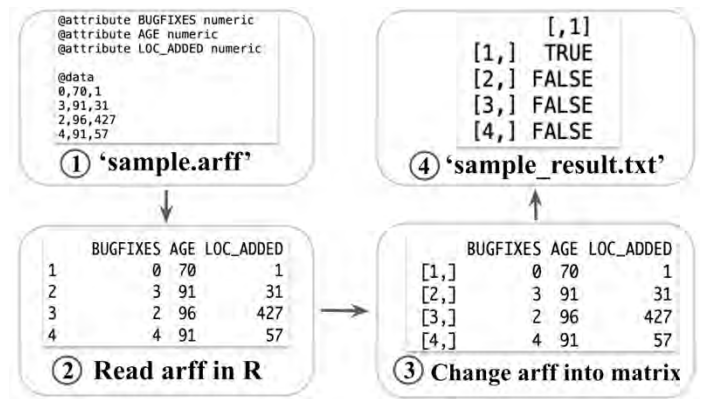 @attribute BUGFIXES numeric
@attribute AGE numeric
@attribute LOC_ADDED numeric
@data
0,70,1
3,91,31
2,96,427
4,91,57
① ‘sample.arff’
BUGFIXES AGE LOC_ADDED
1 0 70 1
2 3 91 31
3 2 96 427
4 4 91 57
② Read arff in R
BUGFIXES AGE LOC_ADDED
[1,] 0 70 1
[2,] 3 91 31
[3,] 2 96 427
[4,] 4 91 57
③ Change arff into matrix
[,1]
[1,] TRUE
[2,] FALSE
[3,] FALSE
[4,] FALSE
④ ‘sample_result.txt’